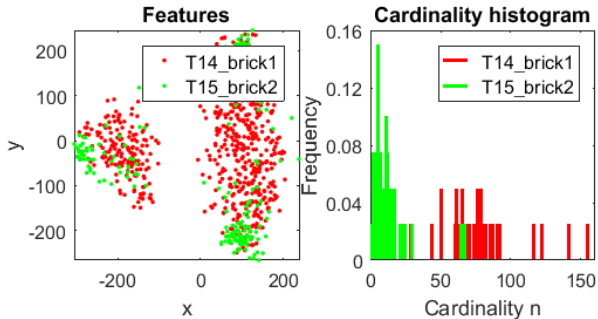 Features
200
100
0
-100
-200
y
-200
0
200
x
T14_brick1
T15_brick2
Cardinality histogram
0.16
0.12
0.08
0.04
0
Frequency
0
50
100
150
Cardinality n
T14_brick1
T15_brick2